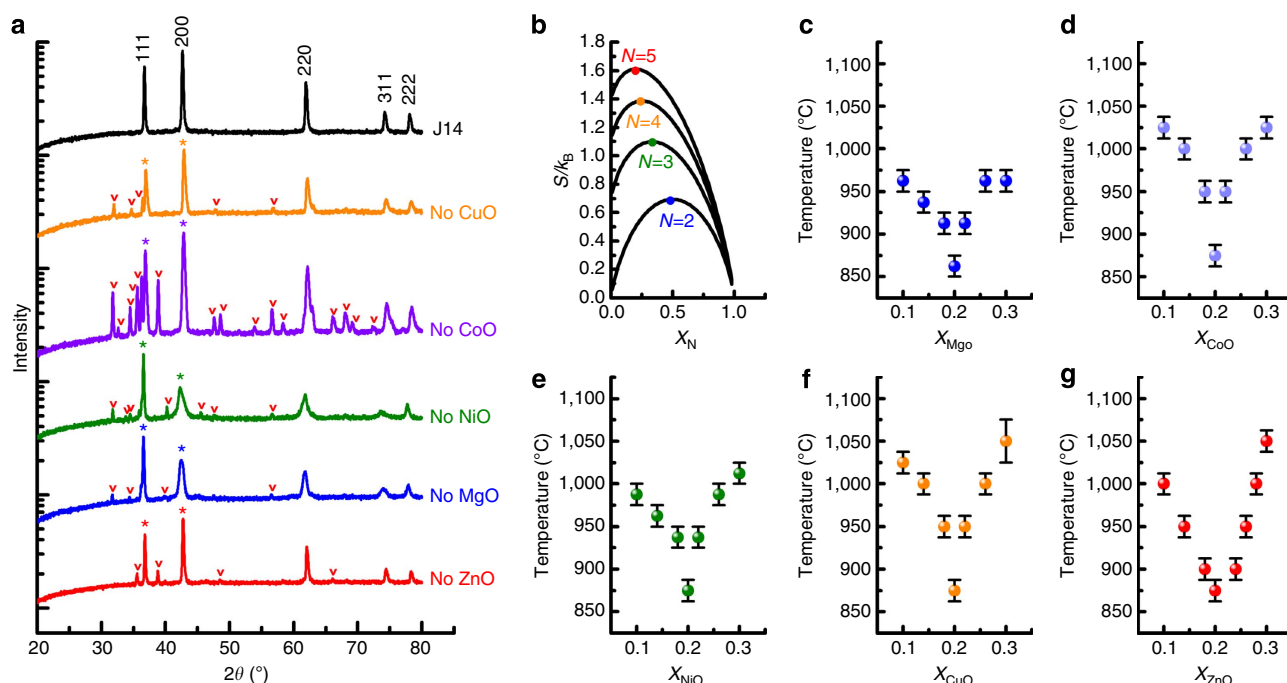 a
111
200
220
311
222
J14
* *
v v v v v
No CuO
* *
v v v v v v v v v v v v v v
No CoO
* *
v v v v v v v
No NiO
* *
v v v v
No MgO
* *
v v v v
No ZnO
Intensity
20 30 40 50 60 70 80
2θ (°)
b
1.8
1.6
1.4
1.2
1.0
0.8
0.6
0.4
0.2
0.0
N=5
N=4
N=3
N=2
S/kB
0.0 0.5 1.0
XN
c
1,100
1,050
1,000
950
900
850
Temperature (°C)
0.1 0.2 0.3
XMgo
d
1,100
1,050
1,000
950
900
850
Temperature (°C)
0.1 0.2 0.3
XCoO
e
1,100
1,050
1,000
950
900
850
Temperature (°C)
0.1 0.2 0.3
XNiO
f
1,100
1,050
1,000
950
900
850
Temperature (°C)
0.1 0.2 0.3
XCuO
g
1,100
1,050
1,000
950
900
850
Temperature (°C)
0.1 0.2 0.3
XZnO